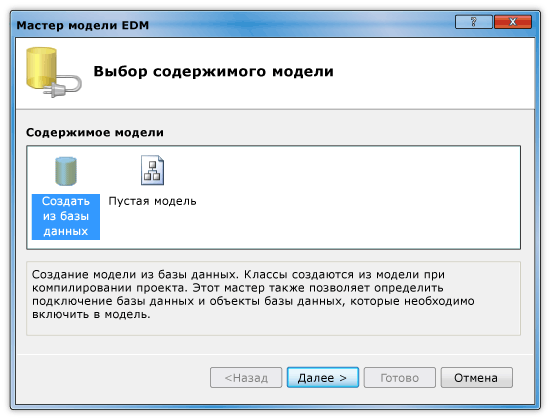 Мастер модели EDM
?
X
Выбор содержимого модели
Содержимое модели
Создать
из базы
данных
Пустая модель
Создание модели из базы данных. Классы создаются из модели при
компилировании проекта. Этот мастер также позволяет определить
подключение базы данных и объекты базы данных, которые необходимо
включить в модель.
<Назад
Далее >
Готово
Отмена